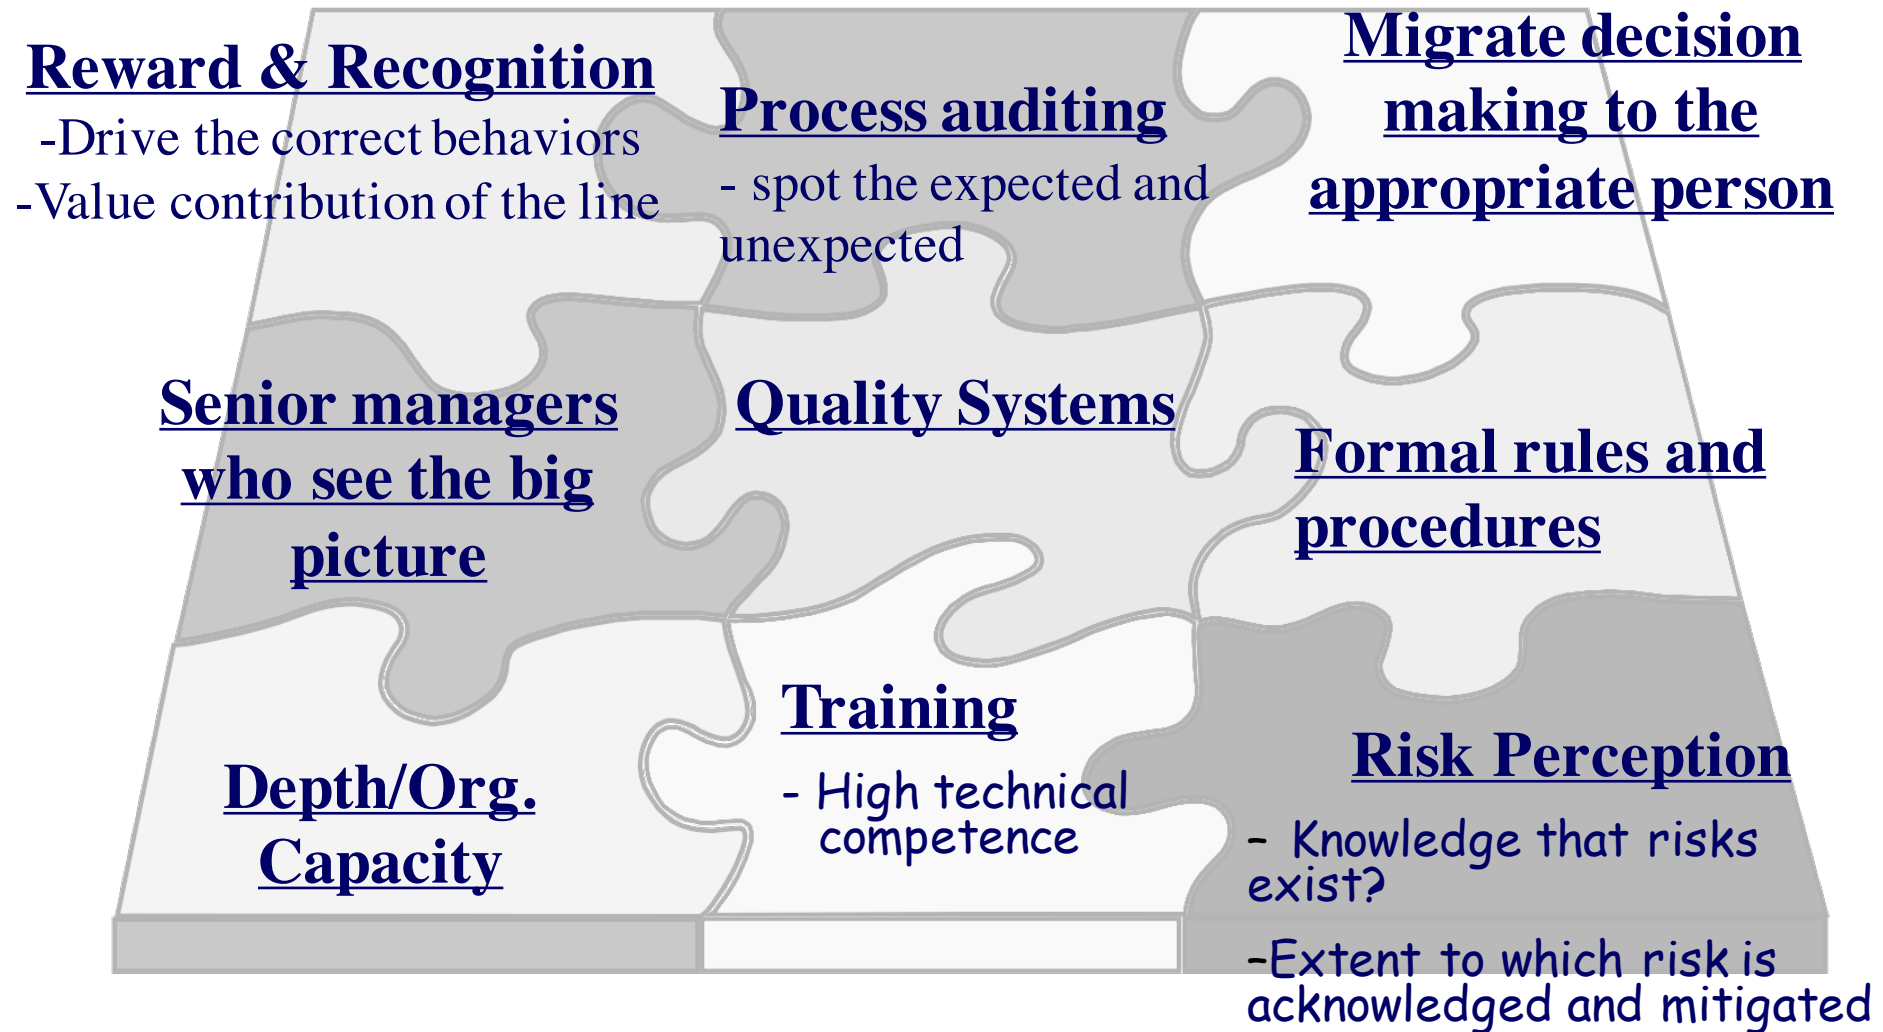 Reward & Recognition
-Drive the correct behaviors
-Value contribution of the line
Process auditing
- spot the expected and
unexpected
Migrate decision
making to the
appropriate person
Senior managers
who see the big
picture
Quality Systems
Formal rules and
procedures
Depth/Org.
Capacity
Training
- High technical
competence
Risk Perception
- Knowledge that risks
exist?
-Extent to which risk is
acknowledged and mitigated